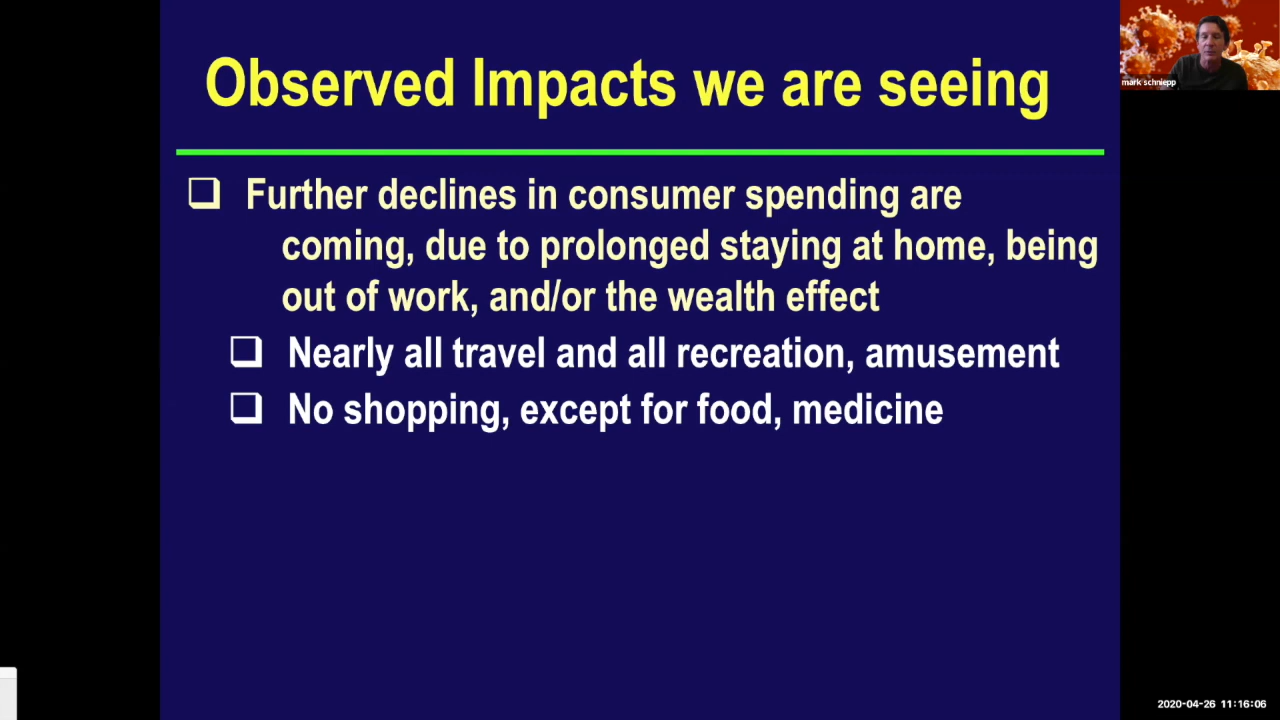 Observed Impacts we are seeing
Further declines in consumer spending are
coming, due to prolonged staying at home, being
out of work, and/or the wealth effect
Nearly all travel and all recreation, amusement
No shopping, except for food, medicine
mark schniepp
2020-04-26 11:16:06